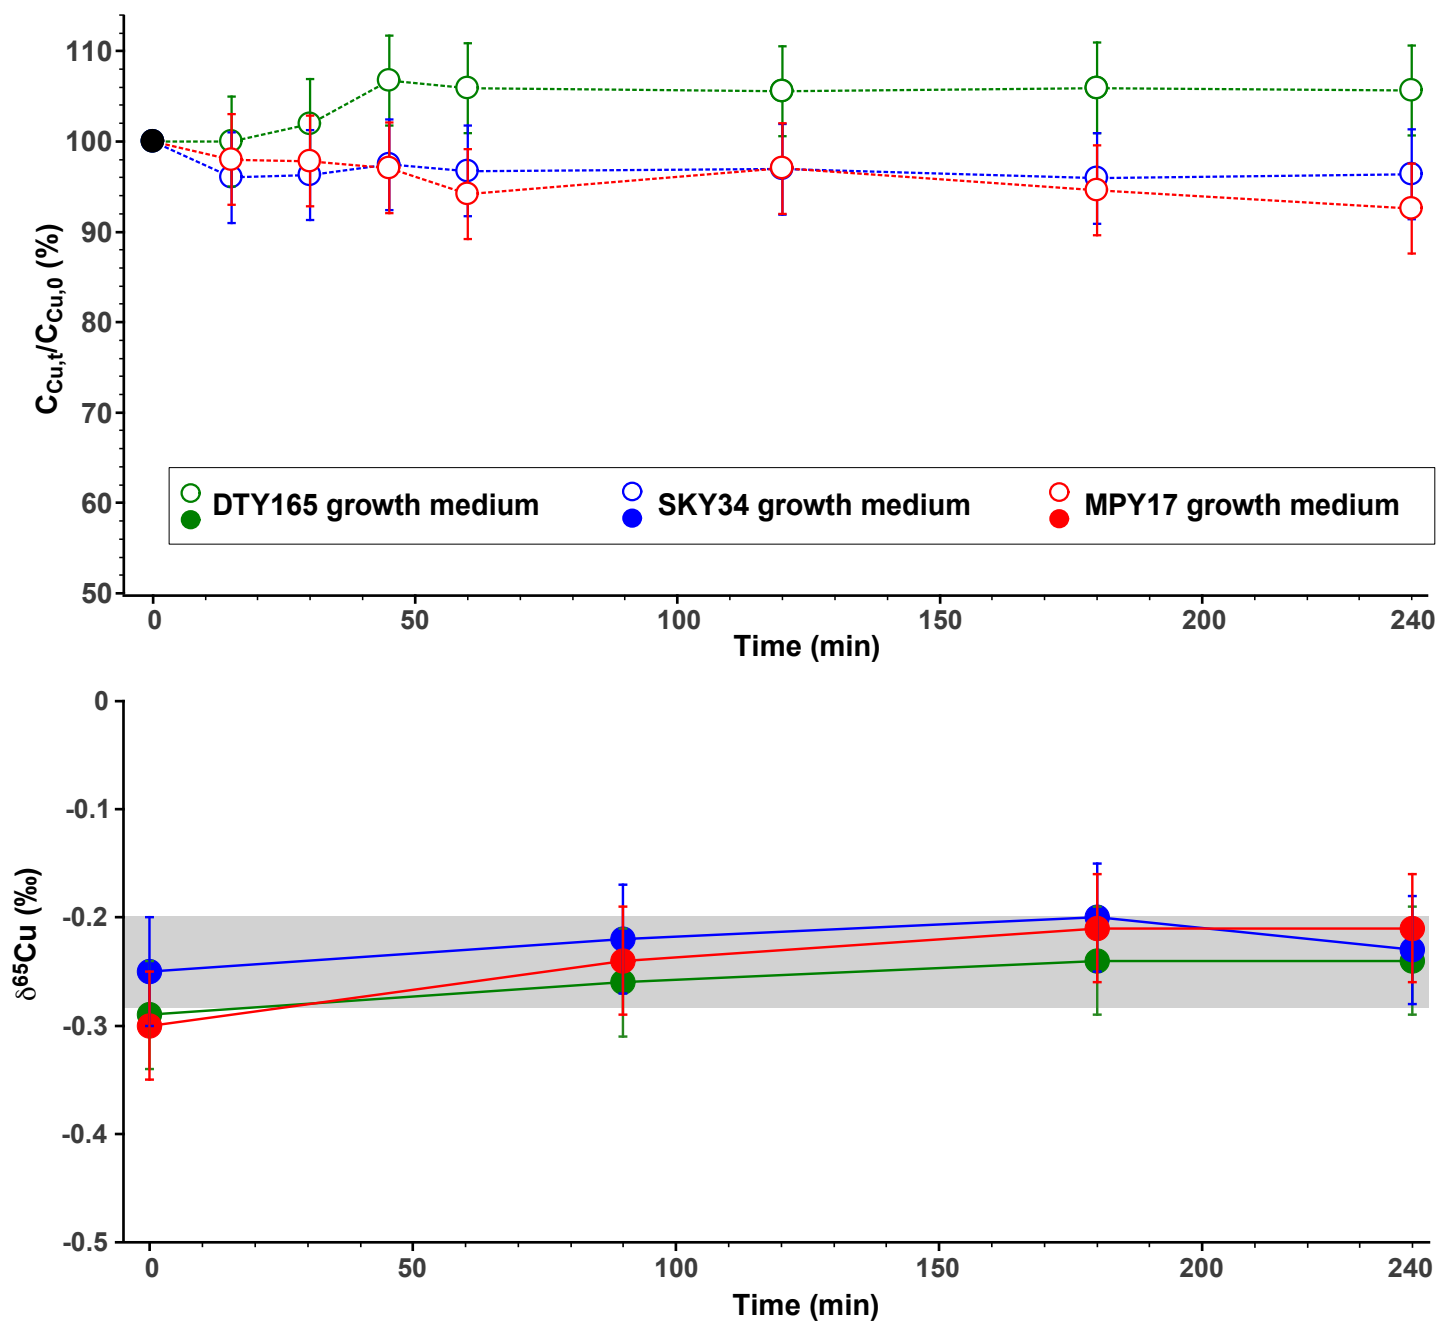 110
100
90
80
70
60
50
C_Cu,t/C_Cu,0 (%)
DTY165 growth medium
SKY34 growth medium
MPY17 growth medium
0 50 100 150 200 240
Time (min)
0
-0.1
-0.2
-0.3
-0.4
-0.5
δ⁶⁵Cu (‰)
0 50 100 150 200 240
Time (min)